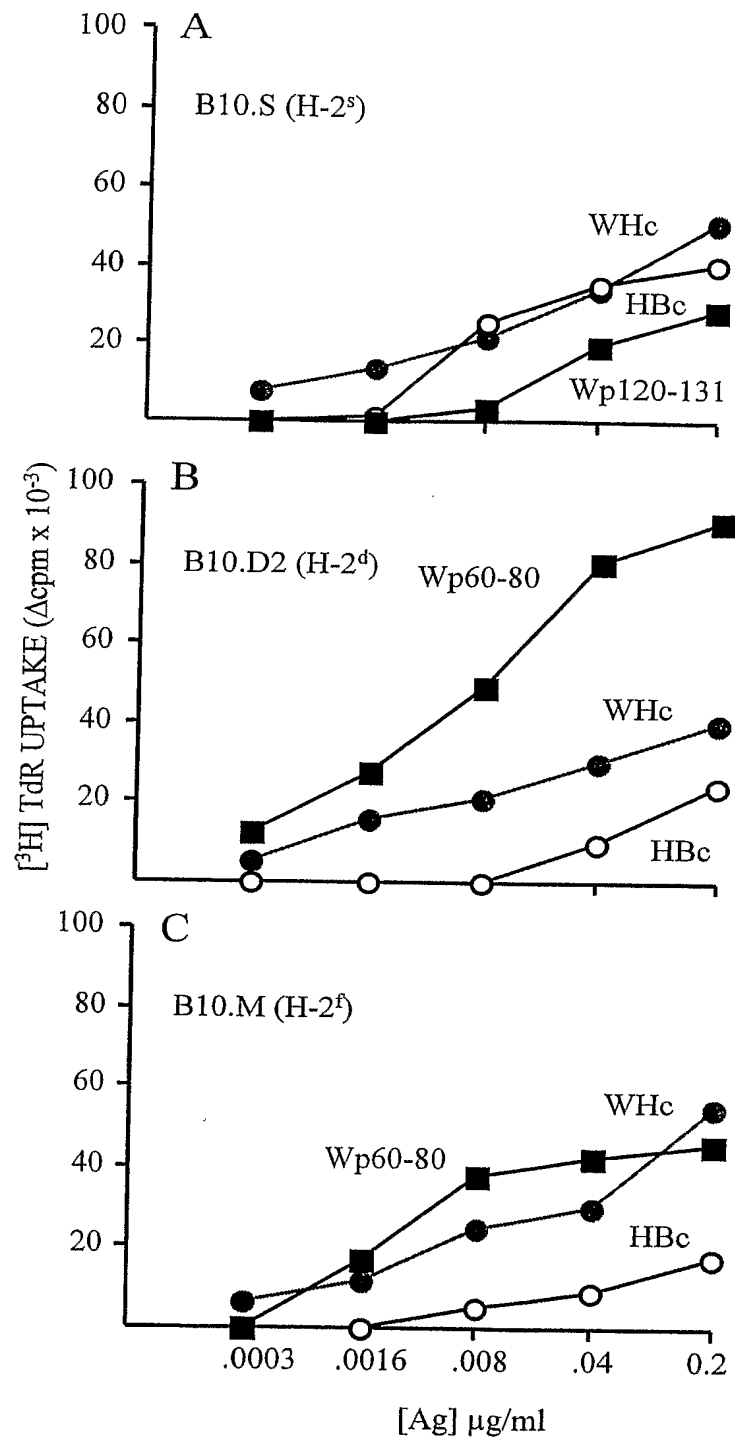 A
B10.S (H-2ˢ)
100
80
60
40
20
WHc
HBc
Wp120-131
B
B10.D2 (H-2ᵈ)
100
80
60
40
20
Wp60-80
WHc
HBc
C
B10.M (H-2ᶠ)
100
80
60
40
20
Wp60-80
WHc
HBc
.0003 .0016 .008 .04 0.2
[Ag] µg/ml
[³H] TdR UPTAKE (Δcpm x 10⁻³)